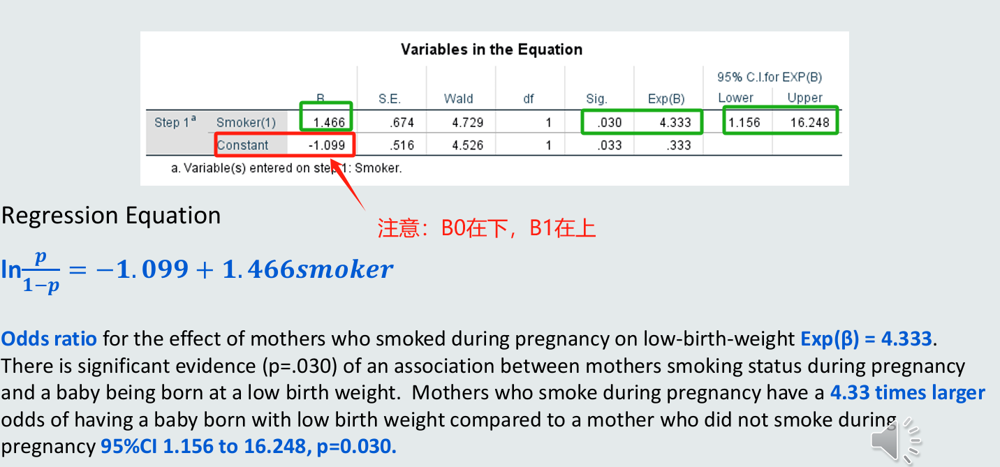 Variables in the Equation
95% C.I.for EXP(B)
B S.E. Wald df Sig. Exp(B) Lower Upper
Step 1a Smoker(1) 1.466 .674 4.729 1 .030 4.333 1.156 16.248
Constant -1.099 .516 4.526 1 .033 .333
a. Variable(s) entered on step 1: Smoker.
Regression Equation
注意：B0在下，B1在上
ln p/1−p = −1.099 + 1.466smoker
Odds ratio for the effect of mothers who smoked during pregnancy on low-birth-weight Exp(β) = 4.333.
There is significant evidence (p=.030) of an association between mothers smoking status during pregnancy
and a baby being born at a low birth weight. Mothers who smoke during pregnancy have a 4.33 times larger
odds of having a baby born with low birth weight compared to a mother who did not smoke during
pregnancy 95%CI 1.156 to 16.248, p=0.030.